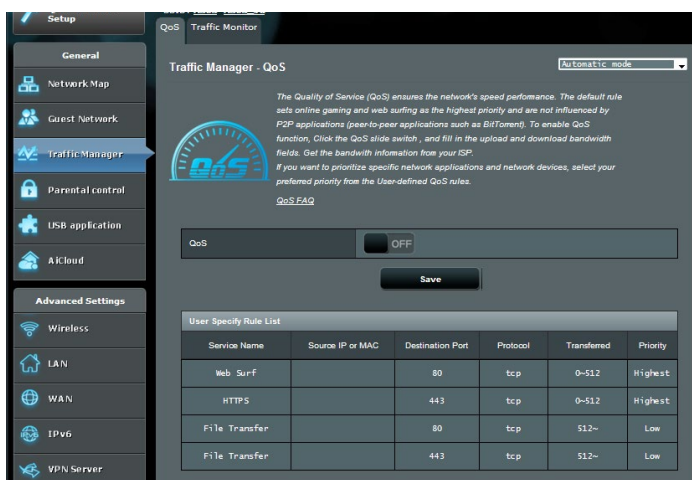 Setup
QoS
Traffic Monitor
General
Network Map
Guest Network
Traffic Manager
Parental control
USB application
AiCloud
Advanced Settings
Wireless
LAN
WAN
IPv6
VPN Server
Traffic Manager - QoS
Automatic mode
QoS
The Quality of Service (QoS) ensures the network's speed performance. The default rule
sets online gaming and web surfing as the highest priority and are not influenced by
P2P applications (peer-to-peer applications such as BitTorrent). To enable QoS
function, Click the QoS slide switch , and fill in the upload and download bandwidth
fields. Get the bandwith information from your ISP.
If you want to prioritize specific network applications and network devices, select your
preferred priority from the User-defined QoS rules.
QoS FAQ
QoS OFF
Save
User Specify Rule List
Service Name Source IP or MAC Destination Port Protocol Transferred Priority
Web Surf 80 tcp 0~512 Highest
HTTPS 443 tcp 0~512 Highest
File Transfer 80 tcp 512~ Low
File Transfer 443 tcp 512~ Low